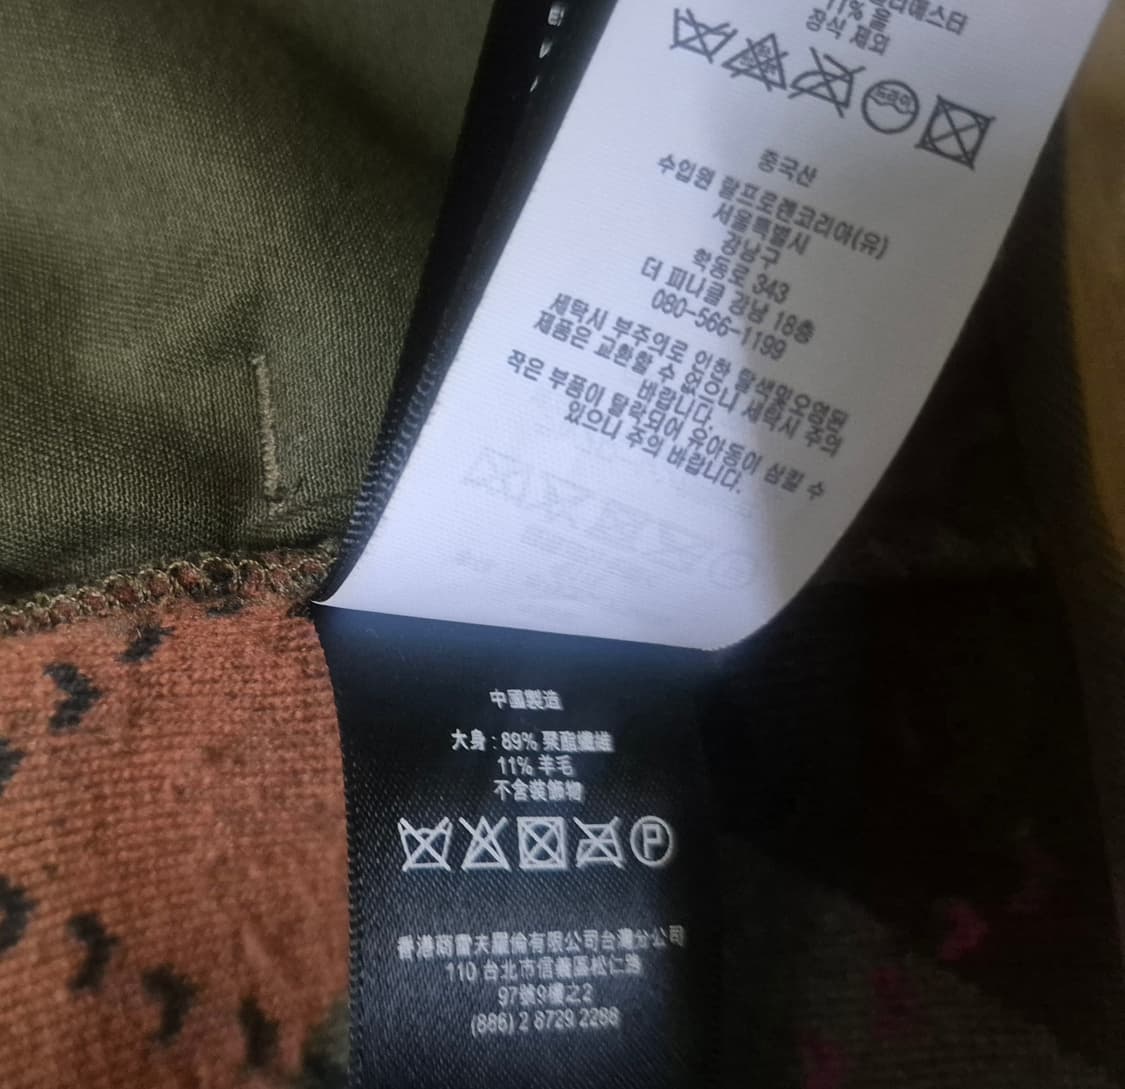 11% 울
장식 제외
드라이
중국산
수입원 랄프로렌코리아(유)
서울특별시
강남구
학동로 343
더 피나클 강남 18층
080-566-1199
세탁시 부주의로 인한 탈색및오염된
제품은 교환할 수 없으니 세탁시 주의
바랍니다.
작은 부품이 탈락되어 유아동이 삼킬 수
있으니 주의 바랍니다.
中國製造
大身 : 89% 聚酯纖維
11% 羊毛
不含裝飾物
P
香港商雷夫羅倫有限公司台灣分公司
110 台北市信義區松仁路
97號9樓之2
(886) 2 8729 2288